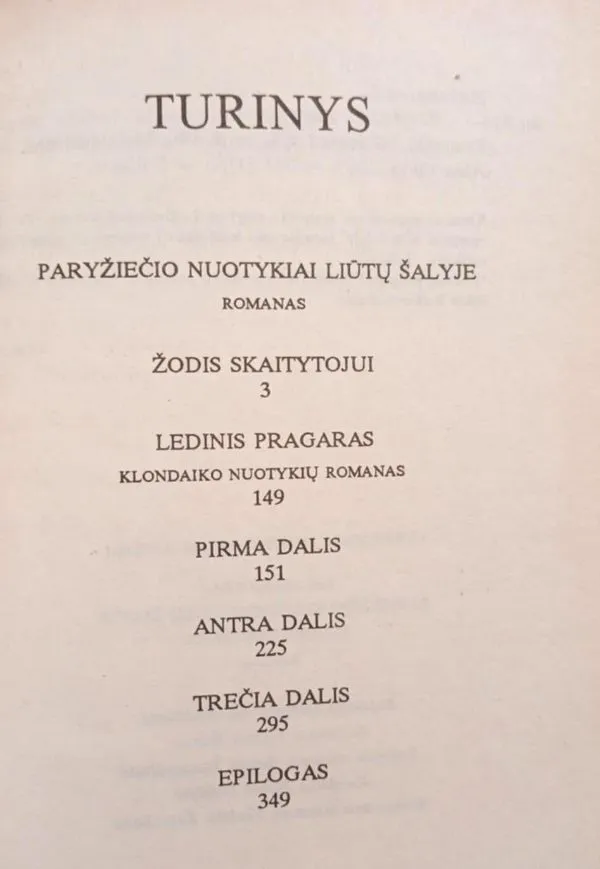 TURINYS
PARYŽIEČIO NUOTYKIAI LIŪTŲ ŠALYJE
ROMANAS
ŽODIS SKAITYTOJUI
3
LEDINIS PRAGARAS
KLONDAIKO NUOTYKIŲ ROMANAS
149
PIRMA DALIS
151
ANTRA DALIS
225
TREČIA DALIS
295
EPILOGAS
349